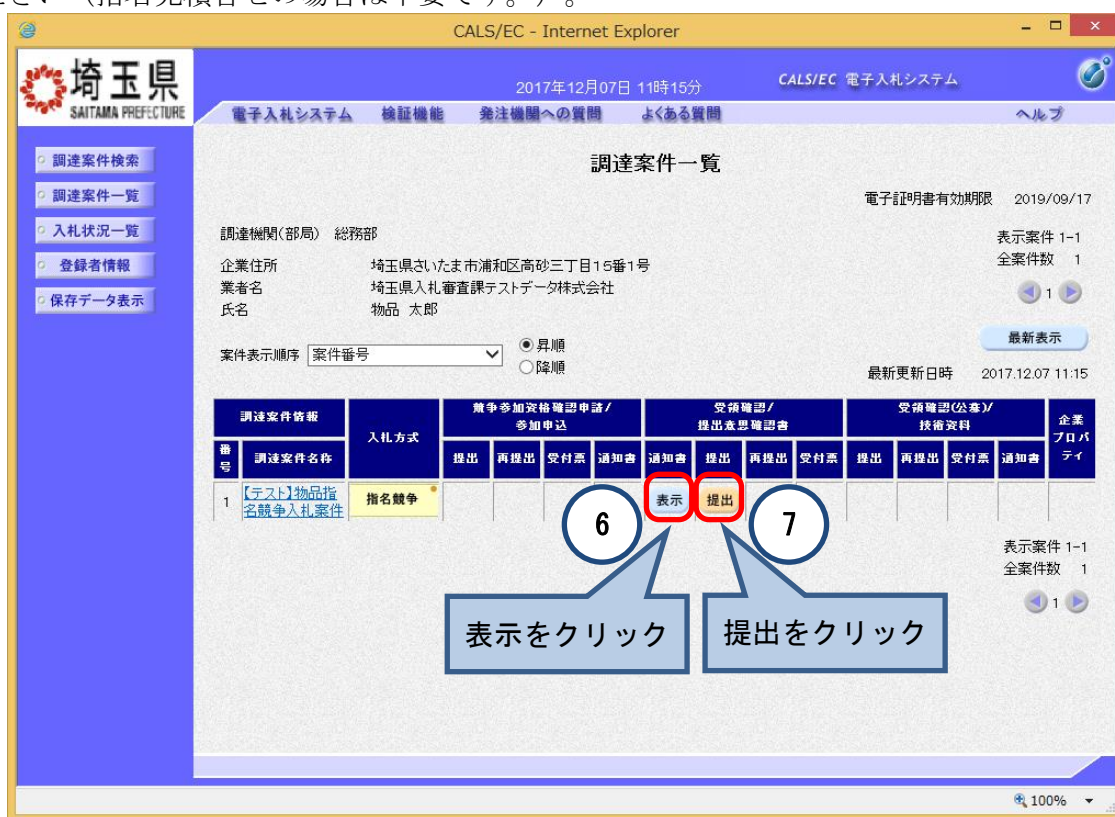 さい（指名見積合せの場合は不要です。）。
CALS/EC - Internet Explorer
埼玉県
SAITAMA PREFECTURE
2017年12月07日 11時15分
CALS/EC 電子入札システム
電子入札システム 検証機能 発注機関への質問 よくある質問 ヘルプ
調達案件検索
調達案件一覧
入札状況一覧
登録者情報
保存データ表示
調達案件一覧
電子証明書有効期限 2019/09/17
調達機関(部局) 総務部
表示案件 1-1
全案件数 1
1
企業住所 埼玉県さいたま市浦和区高砂三丁目15番1号
業者名 埼玉県入札審査課テストデータ株式会社
氏名 物品 太郎
最新表示
案件表示順序 案件番号
昇順
降順
最新更新日時 2017.12.07 11:15
調達案件情報 入札方式 競争参加資格確認申請/参加申込 受領確認/提出意思確認書 受領確認(公募)/技術資料 企業プロパティ
番号 調達案件名称 提出 再提出 受付票 通知書 通知書 提出 再提出 受付票 提出 再提出 受付票 通知書
1 【テスト】物品指名競争入札案件 指名競争 表示 提出
6
7
表示をクリック
提出をクリック
表示案件 1-1
全案件数 1
1
100%